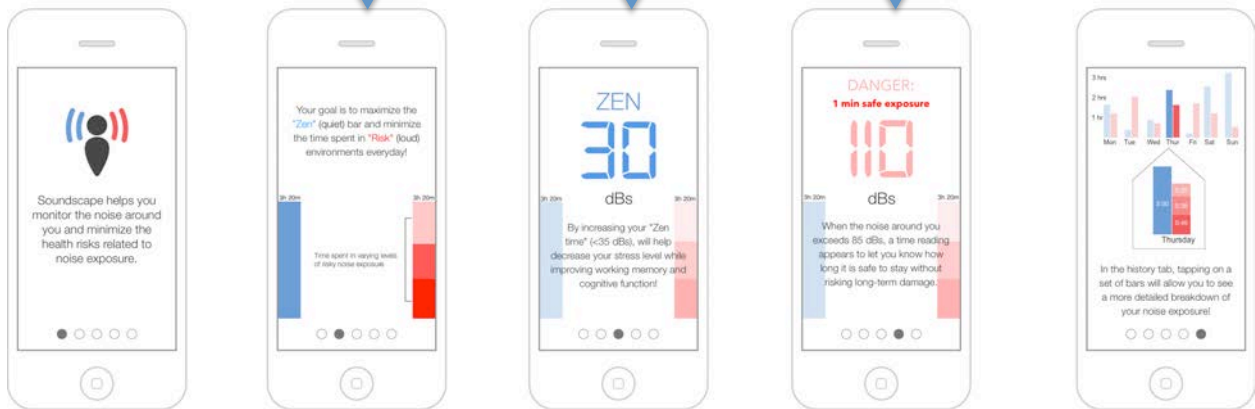 Soundscape helps you
monitor the noise around
you and minimize the
health risks related to
noise exposure.
Your goal is to maximize the
"Zen" (quiet) bar and minimize
the time spent in "Risk" (loud)
environments everyday!
3h 20m
3h 20m
Time spent in varying levels
of risky noise exposure.
ZEN
30
dBs
3h 20m
3h 20m
By increasing your "Zen
time" (<35 dBs), will help
decrease your stress level while
improving working memory and
cognitive function!
DANGER:
1 min safe exposure
110
dBs
3h 20m
3h 20m
When the noise around you
exceeds 85 dBs, a time reading
appears to let you know how
long it is safe to stay without
risking long-term damage.
3 hrs
2 hrs
1 hr
Mon Tue Wed Thur Fri Sat Sun
Thursday
In the history tab, tapping on a
set of bars will allow you to see
a more detailed breakdown of
your noise exposure!